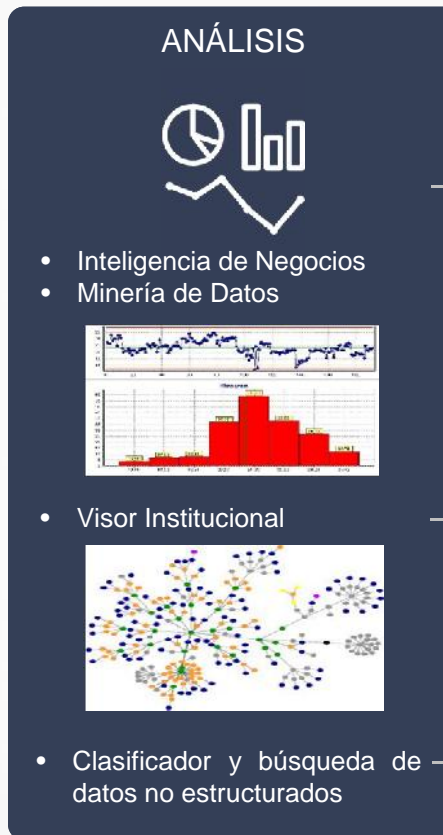 ANÁLISIS
• Inteligencia de Negocios
• Minería de Datos
• Visor Institucional
• Clasificador y búsqueda de
datos no estructurados